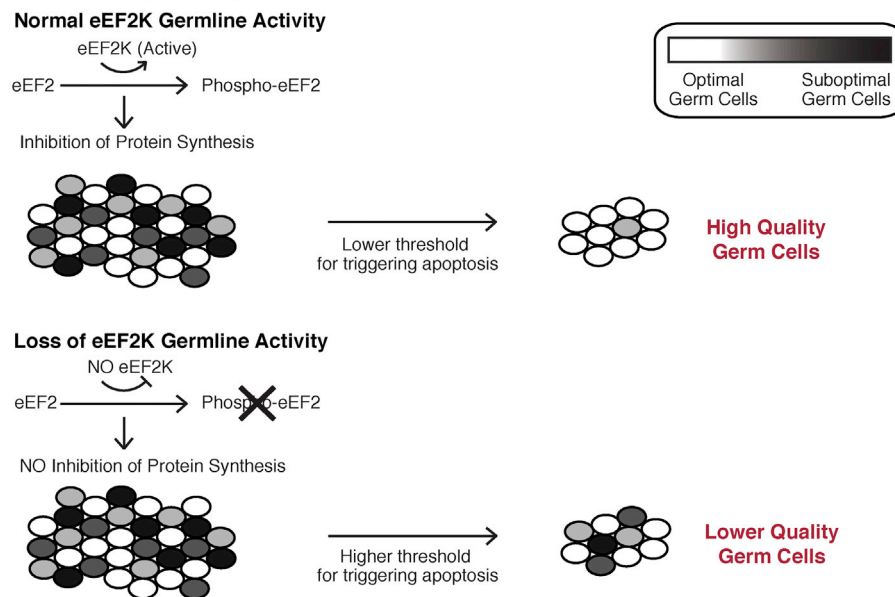 Normal eEF2K Germline Activity
eEF2K (Active)
eEF2
Phospho-eEF2
Inhibition of Protein Synthesis
Optimal
Germ Cells
Suboptimal
Germ Cells
Lower threshold
for triggering apoptosis
High Quality
Germ Cells
Loss of eEF2K Germline Activity
NO eEF2K
eEF2
Phospho-eEF2
NO Inhibition of Protein Synthesis
Higher threshold
for triggering apoptosis
Lower Quality
Germ Cells